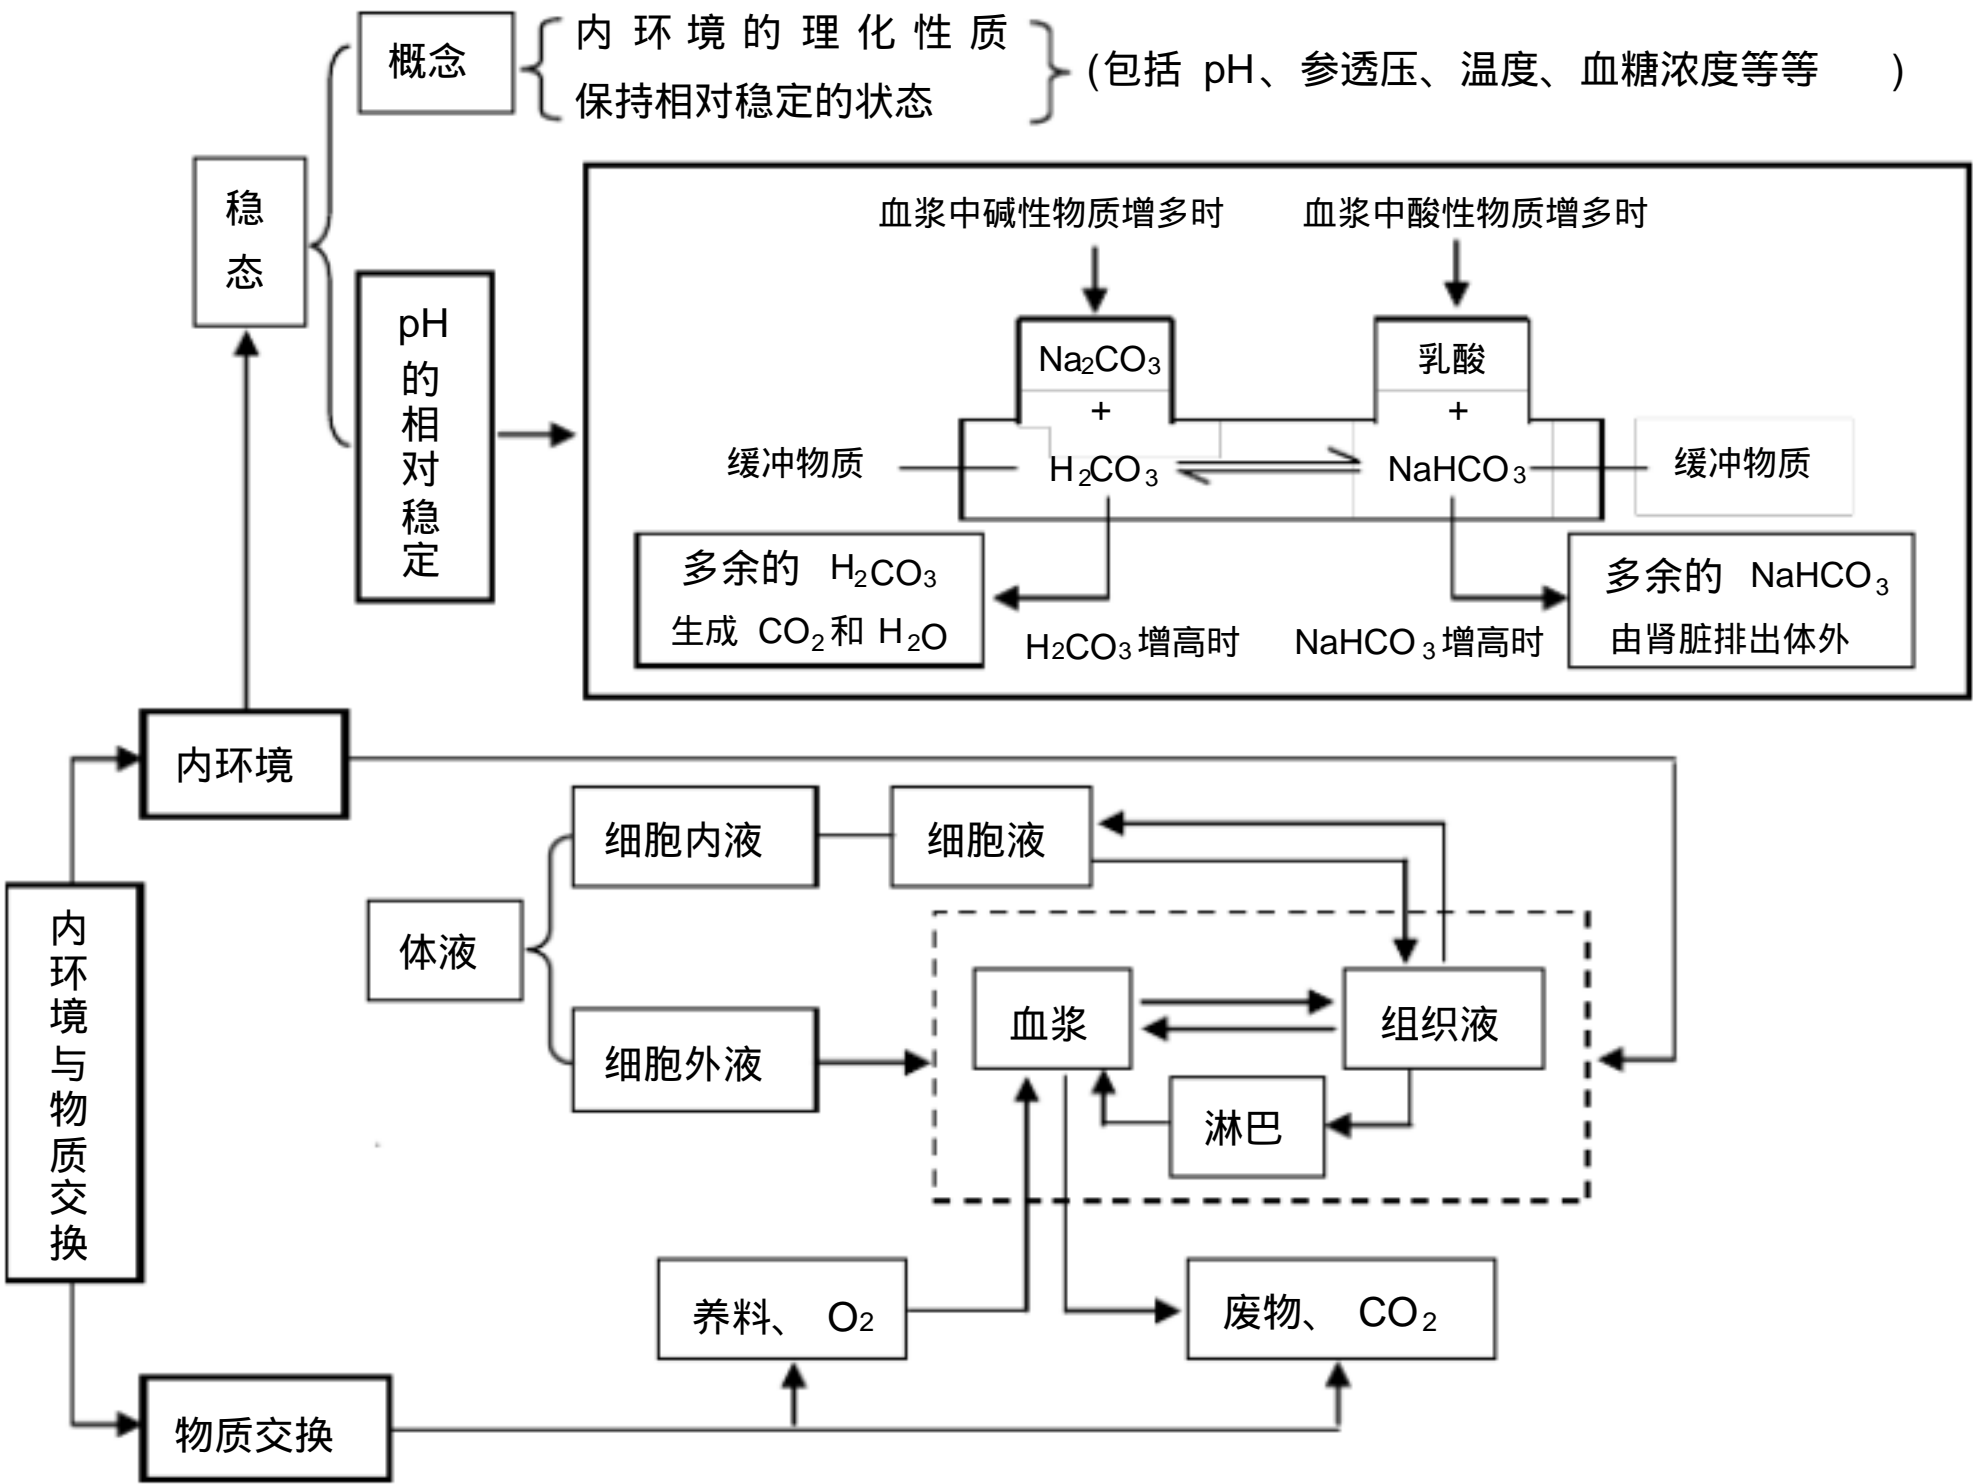 概念
内环境的理化性质
保持相对稳定的状态
(包括 pH、参透压、温度、血糖浓度等等 )
稳态
pH的相对稳定
血浆中碱性物质增多时
血浆中酸性物质增多时
Na2CO3
乳酸
+
+
缓冲物质
H2CO3
NaHCO3
缓冲物质
多余的 H2CO3
生成 CO2和 H2O
H2CO3增高时
NaHCO3增高时
多余的 NaHCO3
由肾脏排出体外
内环境
细胞内液
细胞液
体液
血浆
组织液
细胞外液
淋巴
内环境与物质交换
养料、 O2
废物、 CO2
物质交换